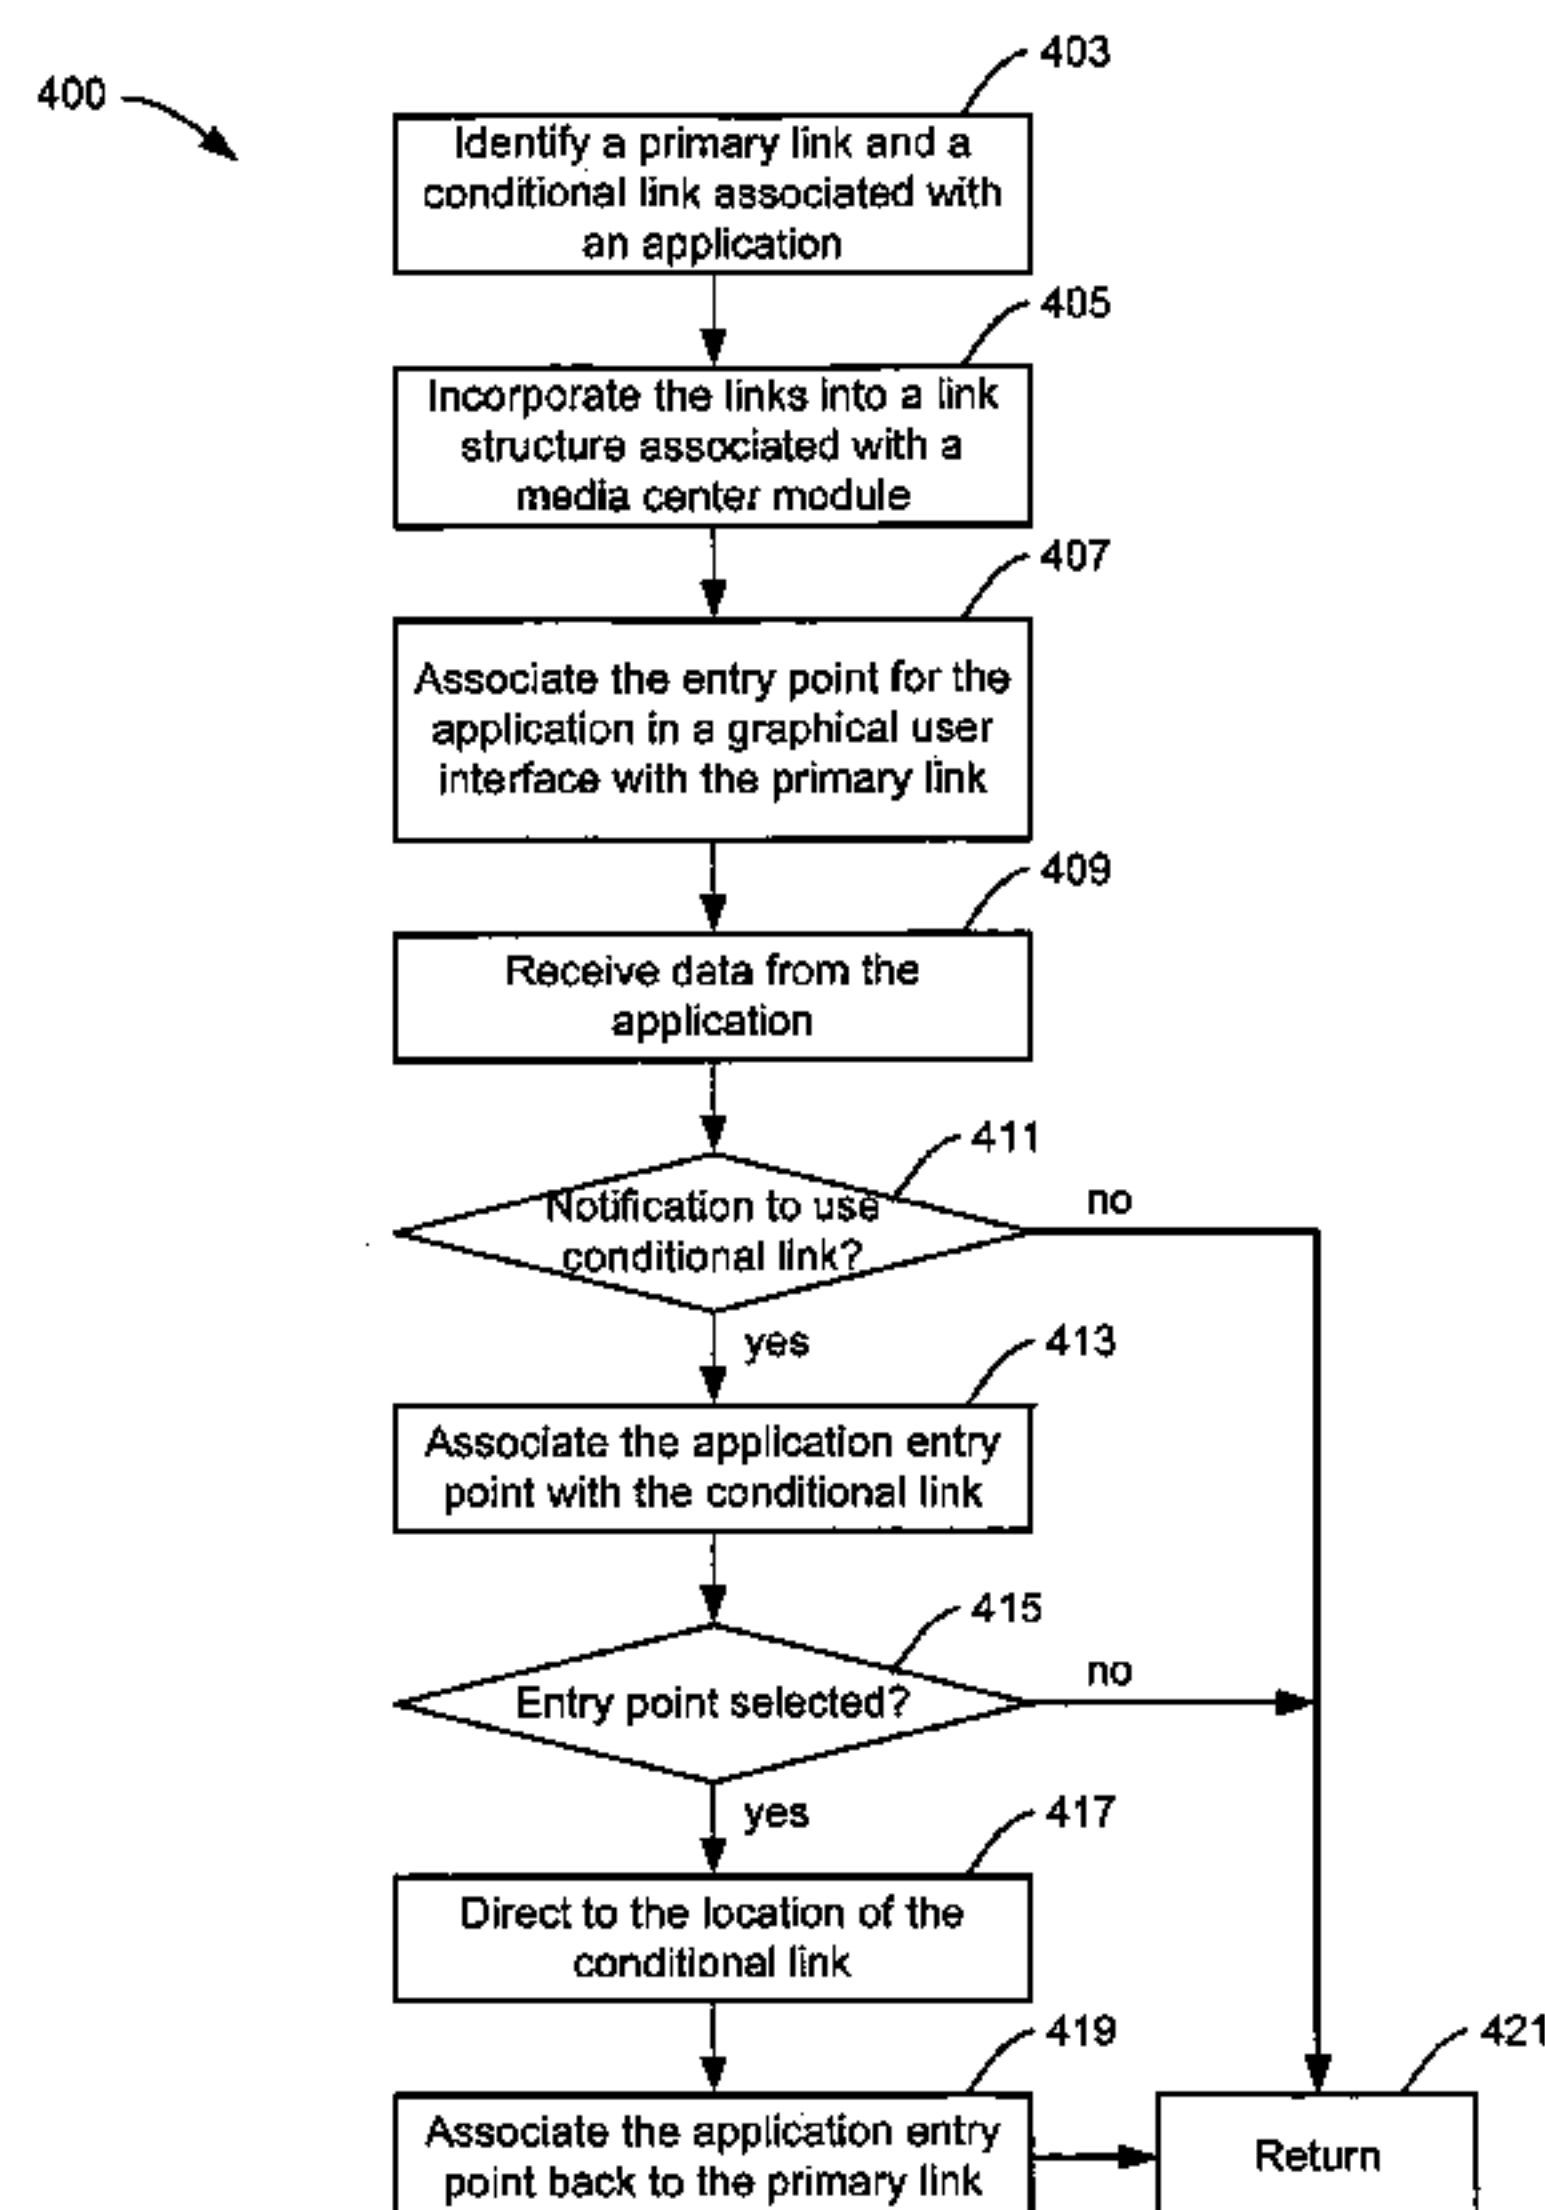 400
403
Identify a primary link and a
conditional link associated with
an application
405
Incorporate the links into a link
structure associated with a
media center module
407
Associate the entry point for the
application in a graphical user
interface with the primary link
409
Receive data from the
application
411
Notification to use
conditional link?
no
yes
413
Associate the application entry
point with the conditional link
415
Entry point selected?
no
yes
417
Direct to the location of the
conditional link
419
Associate the application entry
point back to the primary link
421
Return